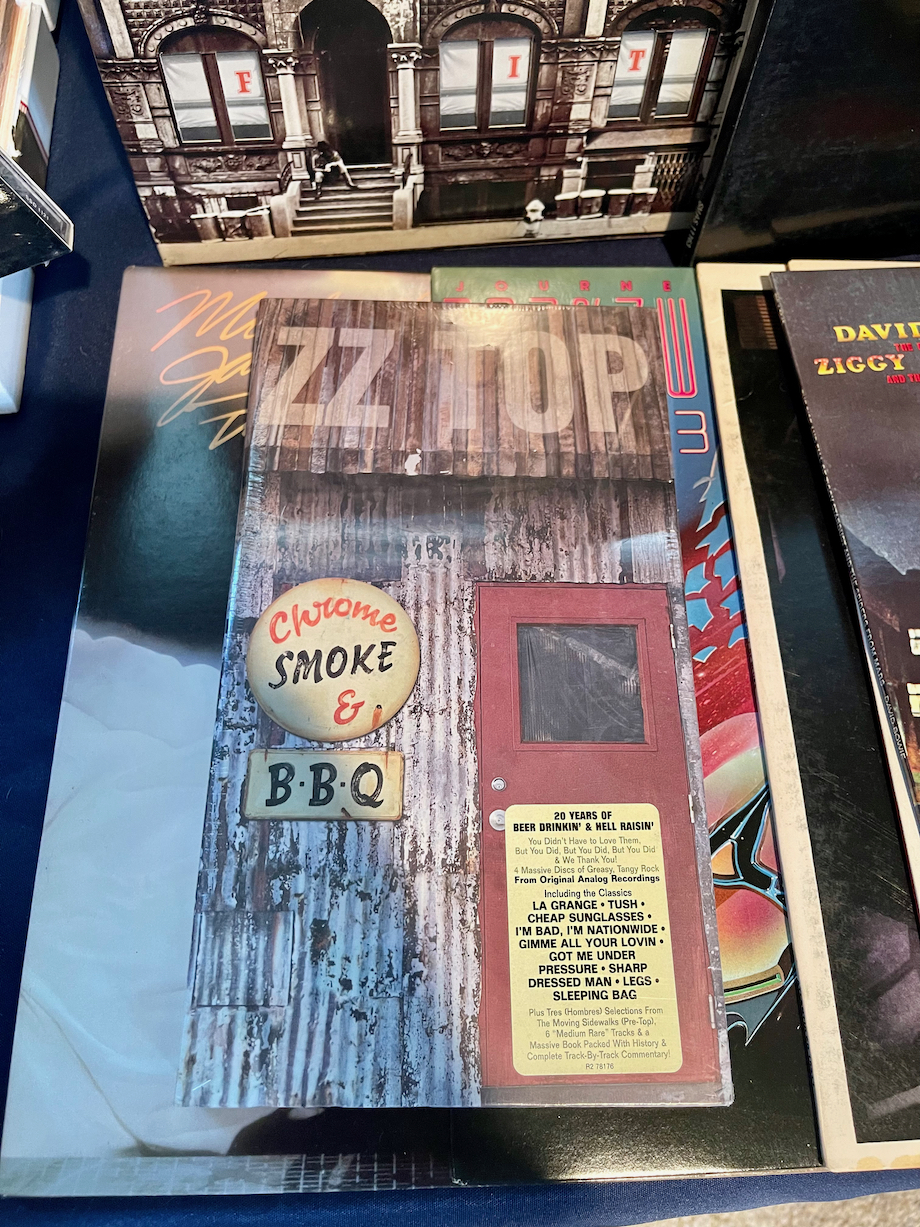 F I T
JOURNE
ZZ TOP
DAVID
ZIGGY
AND TH
Chrome
SMOKE
&
B·B·Q
20 YEARS OF
BEER DRINKIN' & HELL RAISIN'
You Didn't Have to Love Them,
But You Did, But You Did, But You Did
& We Thank You!
4 Massive Discs of Greasy, Tangy Rock
From Original Analog Recordings
Including the Classics
LA GRANGE • TUSH •
CHEAP SUNGLASSES •
I'M BAD, I'M NATIONWIDE •
GIMME ALL YOUR LOVIN •
GOT ME UNDER
PRESSURE • SHARP
DRESSED MAN • LEGS •
SLEEPING BAG
Plus Tres (Hombres) Selections From
The Moving Sidewalks (Pre-Top),
6 "Medium Rare" Tracks & a
Massive Book Packed With History &
Complete Track-By-Track Commentary!
R2 78176